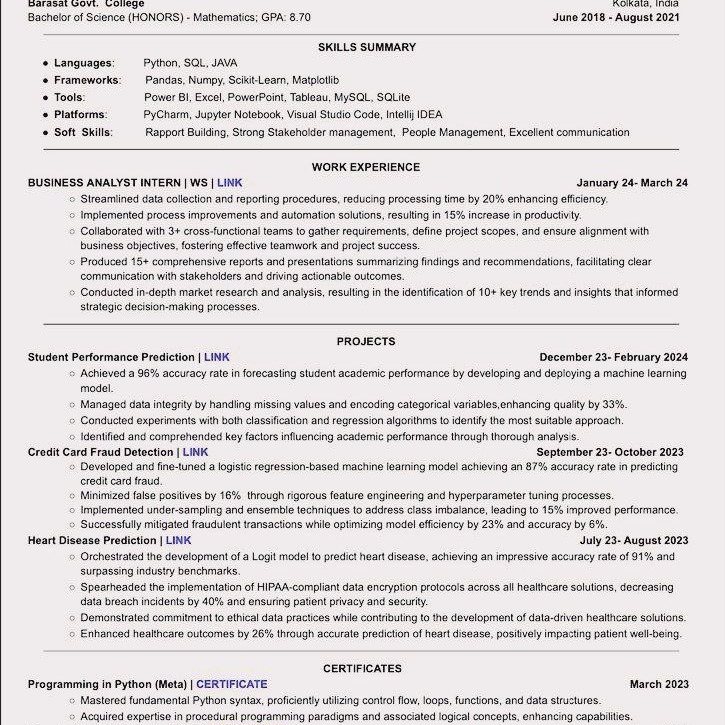 Barasat Govt. College Kolkata, India
Bachelor of Science (HONORS) - Mathematics; GPA: 8.70 June 2018 - August 2021
SKILLS SUMMARY
● Languages: Python, SQL, JAVA
● Frameworks: Pandas, Numpy, Scikit-Learn, Matplotlib
● Tools: Power BI, Excel, PowerPoint, Tableau, MySQL, SQLite
● Platforms: PyCharm, Jupyter Notebook, Visual Studio Code, Intellij IDEA
● Soft Skills: Rapport Building, Strong Stakeholder management, People Management, Excellent communication
WORK EXPERIENCE
BUSINESS ANALYST INTERN | WS | LINK January 24- March 24
○ Streamlined data collection and reporting procedures, reducing processing time by 20% enhancing efficiency.
○ Implemented process improvements and automation solutions, resulting in 15% increase in productivity.
○ Collaborated with 3+ cross-functional teams to gather requirements, define project scopes, and ensure alignment with
business objectives, fostering effective teamwork and project success.
○ Produced 15+ comprehensive reports and presentations summarizing findings and recommendations, facilitating clear
communication with stakeholders and driving actionable outcomes.
○ Conducted in-depth market research and analysis, resulting in the identification of 10+ key trends and insights that informed
strategic decision-making processes.
PROJECTS
Student Performance Prediction | LINK December 23- February 2024
○ Achieved a 96% accuracy rate in forecasting student academic performance by developing and deploying a machine learning
model.
○ Managed data integrity by handling missing values and encoding categorical variables,enhancing quality by 33%.
○ Conducted experiments with both classification and regression algorithms to identify the most suitable approach.
○ Identified and comprehended key factors influencing academic performance through thorough analysis.
Credit Card Fraud Detection | LINK September 23- October 2023
○ Developed and fine-tuned a logistic regression-based machine learning model achieving an 87% accuracy rate in predicting
credit card fraud.
○ Minimized false positives by 16% through rigorous feature engineering and hyperparameter tuning processes.
○ Implemented under-sampling and ensemble techniques to address class imbalance, leading to 15% improved performance.
○ Successfully mitigated fraudulent transactions while optimizing model efficiency by 23% and accuracy by 6%.
Heart Disease Prediction | LINK July 23- August 2023
○ Orchestrated the development of a Logit model to predict heart disease, achieving an impressive accuracy rate of 91% and
surpassing industry benchmarks.
○ Spearheaded the implementation of HIPAA-compliant data encryption protocols across all healthcare solutions, decreasing
data breach incidents by 40% and ensuring patient privacy and security.
○ Demonstrated commitment to ethical data practices while contributing to the development of data-driven healthcare solutions.
○ Enhanced healthcare outcomes by 26% through accurate prediction of heart disease, positively impacting patient well-being.
CERTIFICATES
Programming in Python (Meta) | CERTIFICATE March 2023
○ Mastered fundamental Python syntax, proficiently utilizing control flow, loops, functions, and data structures.
○ Acquired expertise in procedural programming paradigms and associated logical concepts, enhancing capabilities.